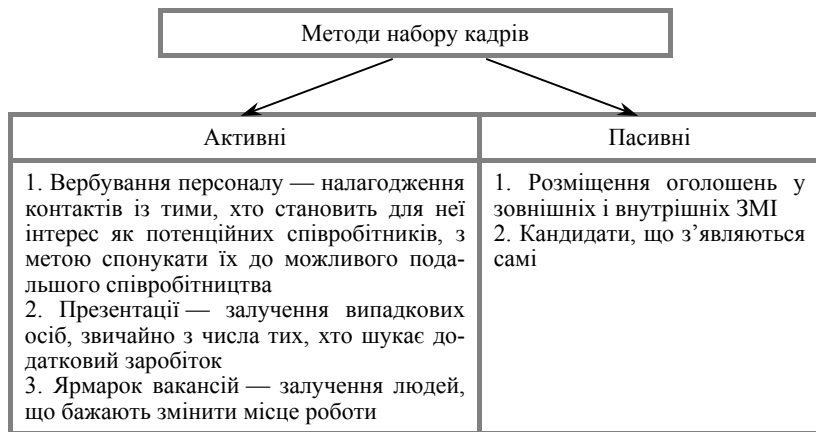 Методи набору кадрів
Активні
Пасивні
1. Вербування персоналу — налагодження
контактів із тими, хто становить для неї
інтерес як потенційних співробітників, з
метою спонукати їх до можливого пода-
льшого співробітництва
2. Презентації — залучення випадкових
осіб, звичайно з числа тих, хто шукає до-
датковий заробіток
3. Ярмарок вакансій — залучення людей,
що бажають змінити місце роботи
1. Розміщення оголошень у
зовнішніх і внутрішніх ЗМІ
2. Кандидати, що з’являються
самі